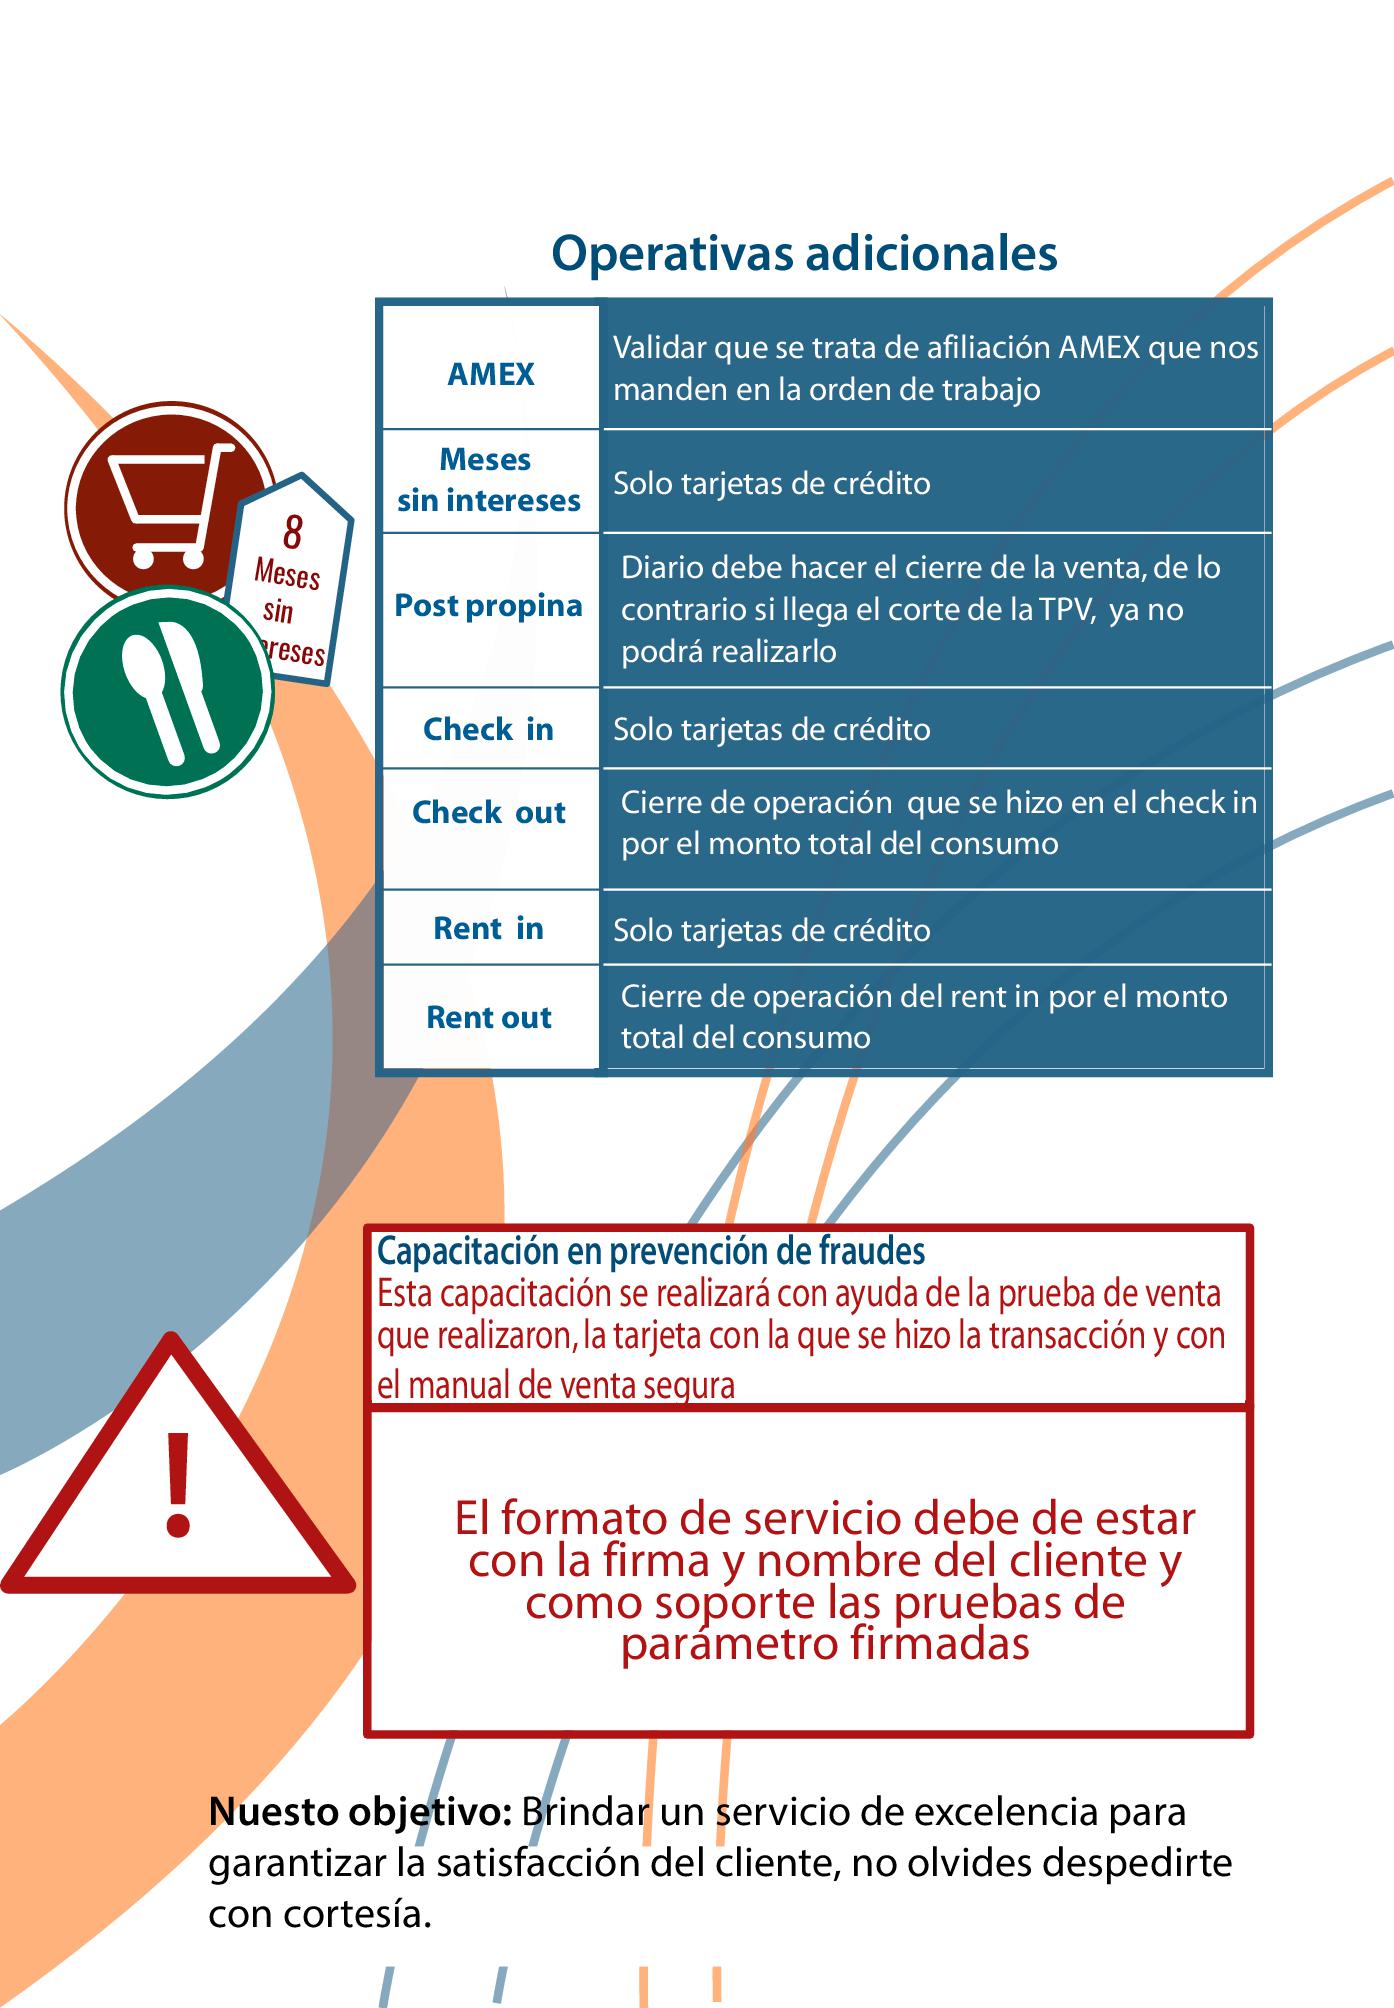 Operativas adicionales
AMEX
Validar que se trata de afiliación AMEX que nos
manden en la orden de trabajo
Meses
sin intereses
Solo tarjetas de crédito
8
Meses
sin
ereses
Post propina
Diario debe hacer el cierre de la venta, de lo
contrario si llega el corte de la TPV, ya no
podrá realizarlo
Check in
Solo tarjetas de crédito
Check out
Cierre de operación que se hizo en el check in
por el monto total del consumo
Rent in
Solo tarjetas de crédito
Rent out
Cierre de operación del rent in por el monto
total del consumo
Capacitación en prevención de fraudes
Esta capacitación se realizará con ayuda de la prueba de venta
que realizaron, la tarjeta con la que se hizo la transacción y con
el manual de venta segura
!
El formato de servicio debe de estar
con la firma y nombre del cliente y
como soporte las pruebas de
parámetro firmadas
Nuesto objetivo: Brindar un servicio de excelencia para
garantizar la satisfacción del cliente, no olvides despedirte
con cortesía.